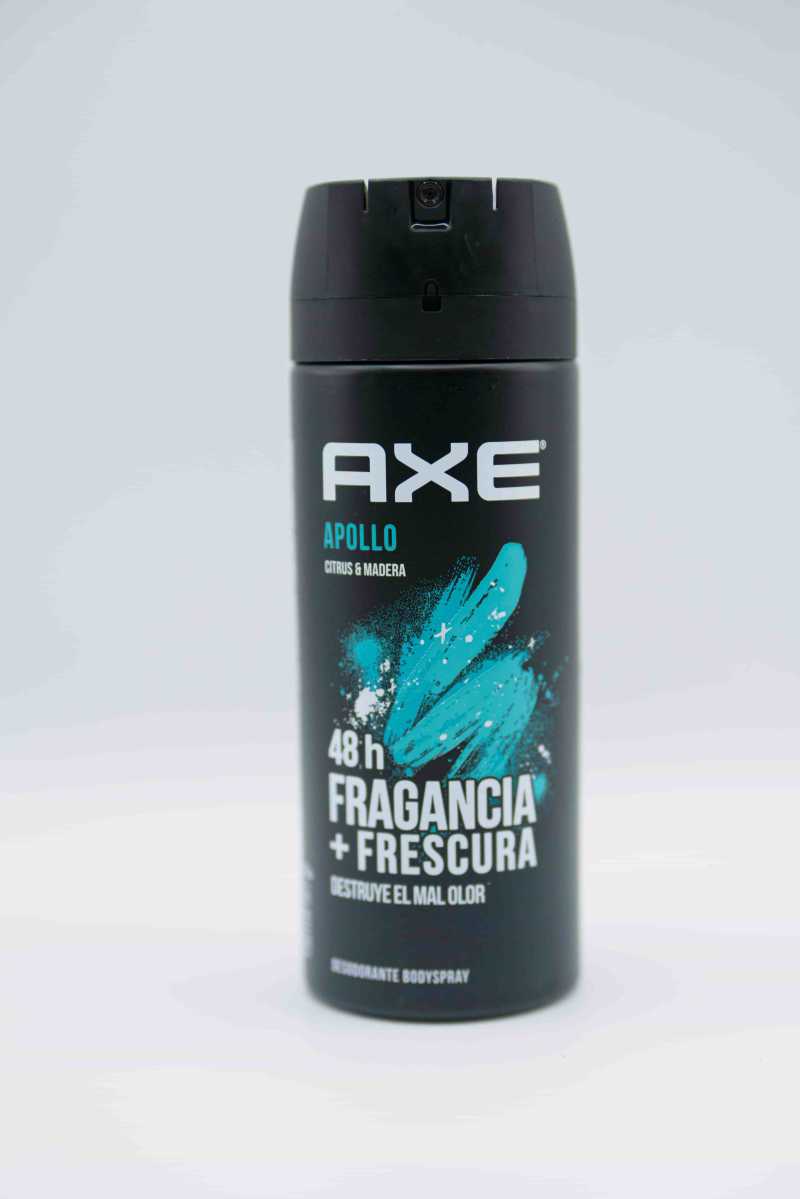 AXE®
APOLLO
CITRUS & MADERA
48 h
FRAGANCIA
+ FRESCURA
DESTRUYE EL MAL OLOR
DESODORANTE BODYSPRAY